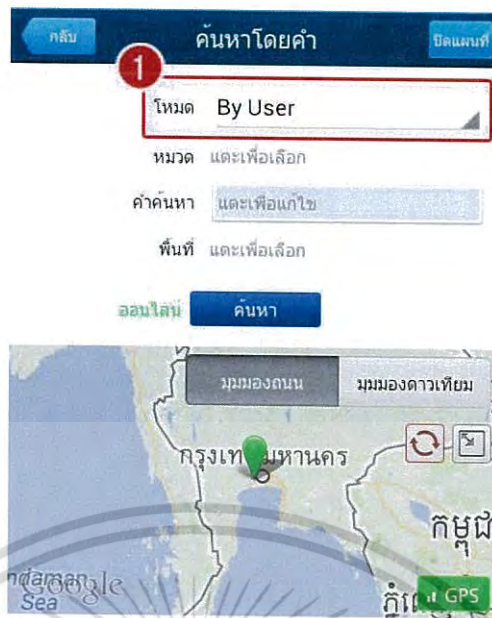 กลับ ค้นหาโดยคำ ปิดแผนที่
1
โหมด By User
หมวด แตะเพื่อเลือก
คำค้นหา แตะเพื่อแก้ไข
พื้นที่ แตะเพื่อเลือก
ออนไลน์ ค้นหา
มุมมองถนน มุมมองดาวเทียม
กรุงเทพมหานคร
កម្ពុជា
ndaman
Sea
Google
GPS